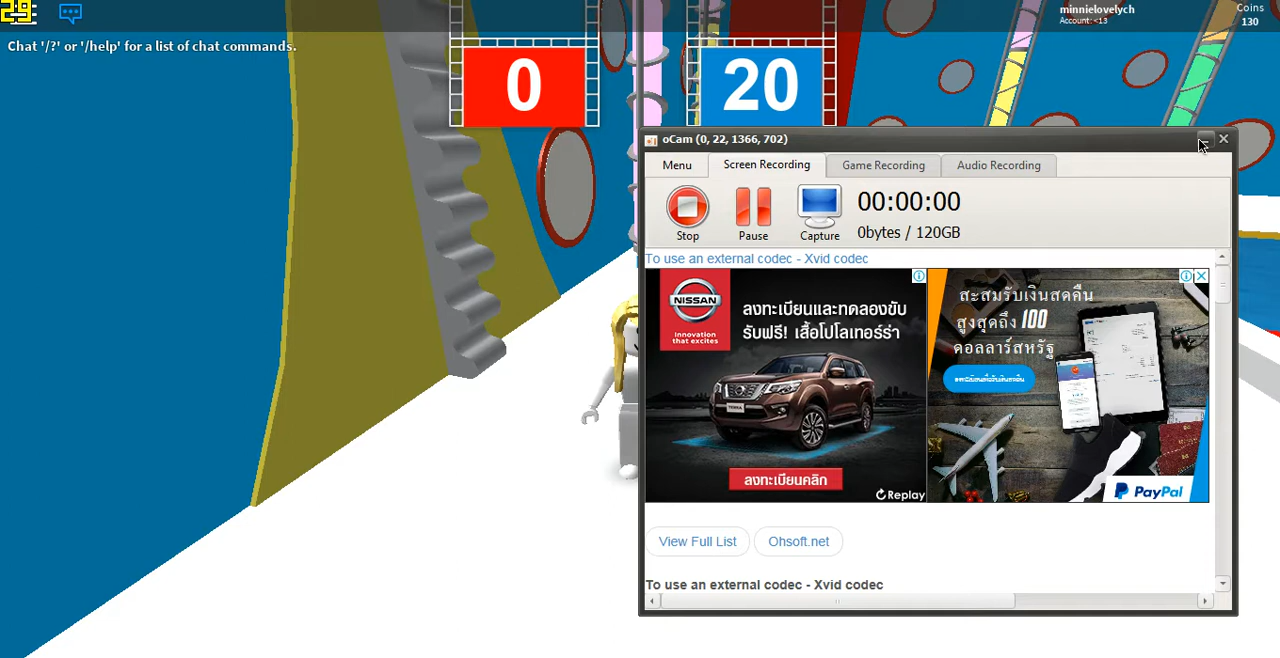 29
minnielovelych
Account: <13
Coins
130
Chat '/?' or '/help' for a list of chat commands.
0
20
oCam (0, 22, 1366, 702)
Menu
Screen Recording
Game Recording
Audio Recording
Stop
Pause
Capture
00:00:00
0bytes / 120GB
To use an external codec - Xvid codec
NISSAN
Innovation
that excites
ลงทะเบียนและทดลองขับ
รับฟรี! เสื้อโปโลเทอร์ร่า
ลงทะเบียนคลิก
Replay
สะสมรับเงินสดคืน
สูงสุดถึง 100
ดอลลาร์สหรัฐ
PayPal
View Full List
Ohsoft.net
To use an external codec - Xvid codec